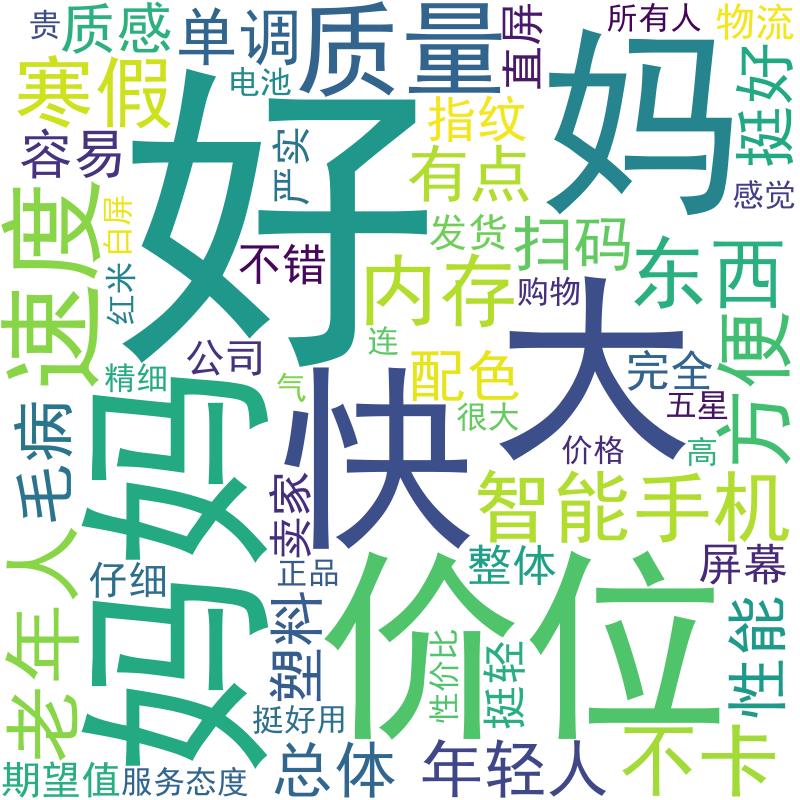 贵
质感
单调
质量
直屏
所有人
物流
寒假
电池
好
妈
挺好
指纹
容易
严实
有点
感觉
速度
白屏
不错
发货
扫码
东西
红米
内存
购物
大
方便
公司
连
精细
气
配色
完全
很大
五星
妈妈
快
价格
高
毛病
卖家
智能手机
老年人
仔细
正品
整体
屏幕
价位
塑料
性价比
挺轻
性能
挺好用
期望值
服务态度
总体
年轻人
不卡